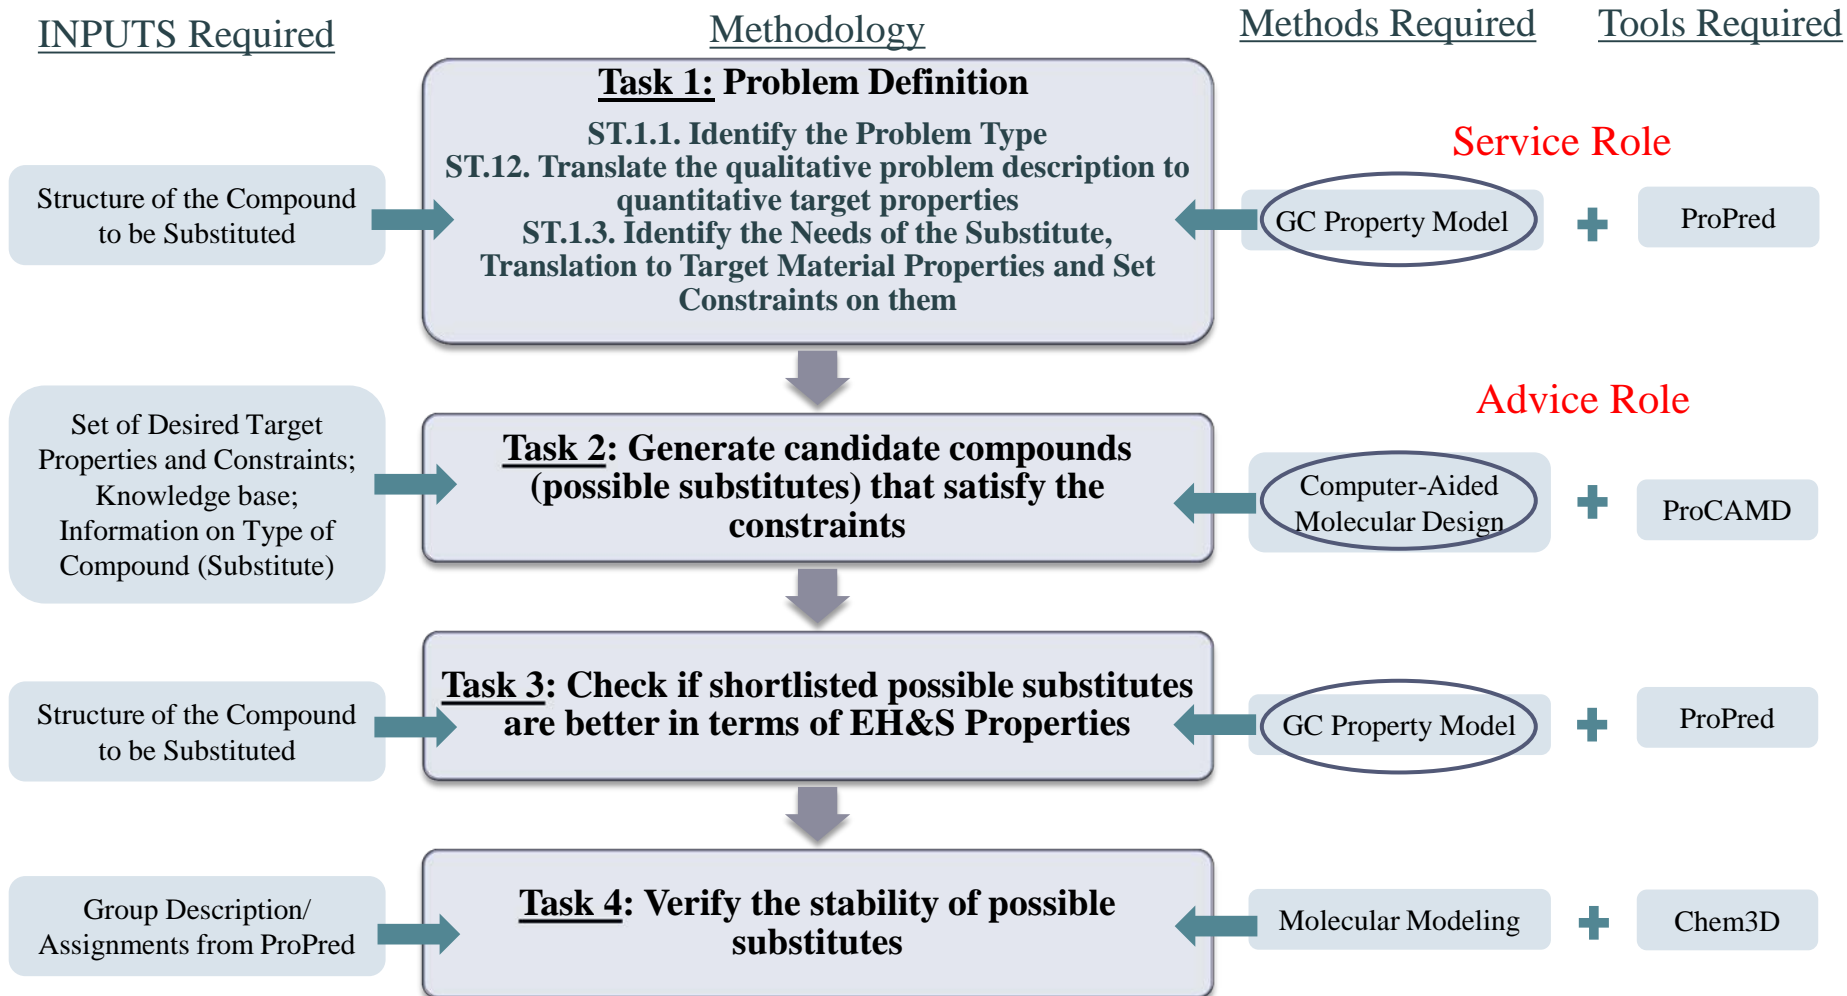 INPUTS Required
Methodology
Methods Required
Tools Required
Task 1: Problem Definition
ST.1.1. Identify the Problem Type
ST.12. Translate the qualitative problem description to
quantitative target properties
ST.1.3. Identify the Needs of the Substitute,
Translation to Target Material Properties and Set
Constraints on them
Structure of the Compound
to be Substituted
Service Role
GC Property Model
ProPred
Set of Desired Target
Properties and Constraints;
Knowledge base;
Information on Type of
Compound (Substitute)
Task 2: Generate candidate compounds
(possible substitutes) that satisfy the
constraints
Advice Role
Computer-Aided
Molecular Design
ProCAMD
Structure of the Compound
to be Substituted
Task 3: Check if shortlisted possible substitutes
are better in terms of EH&S Properties
GC Property Model
ProPred
Group Description/
Assignments from ProPred
Task 4: Verify the stability of possible
substitutes
Molecular Modeling
Chem3D